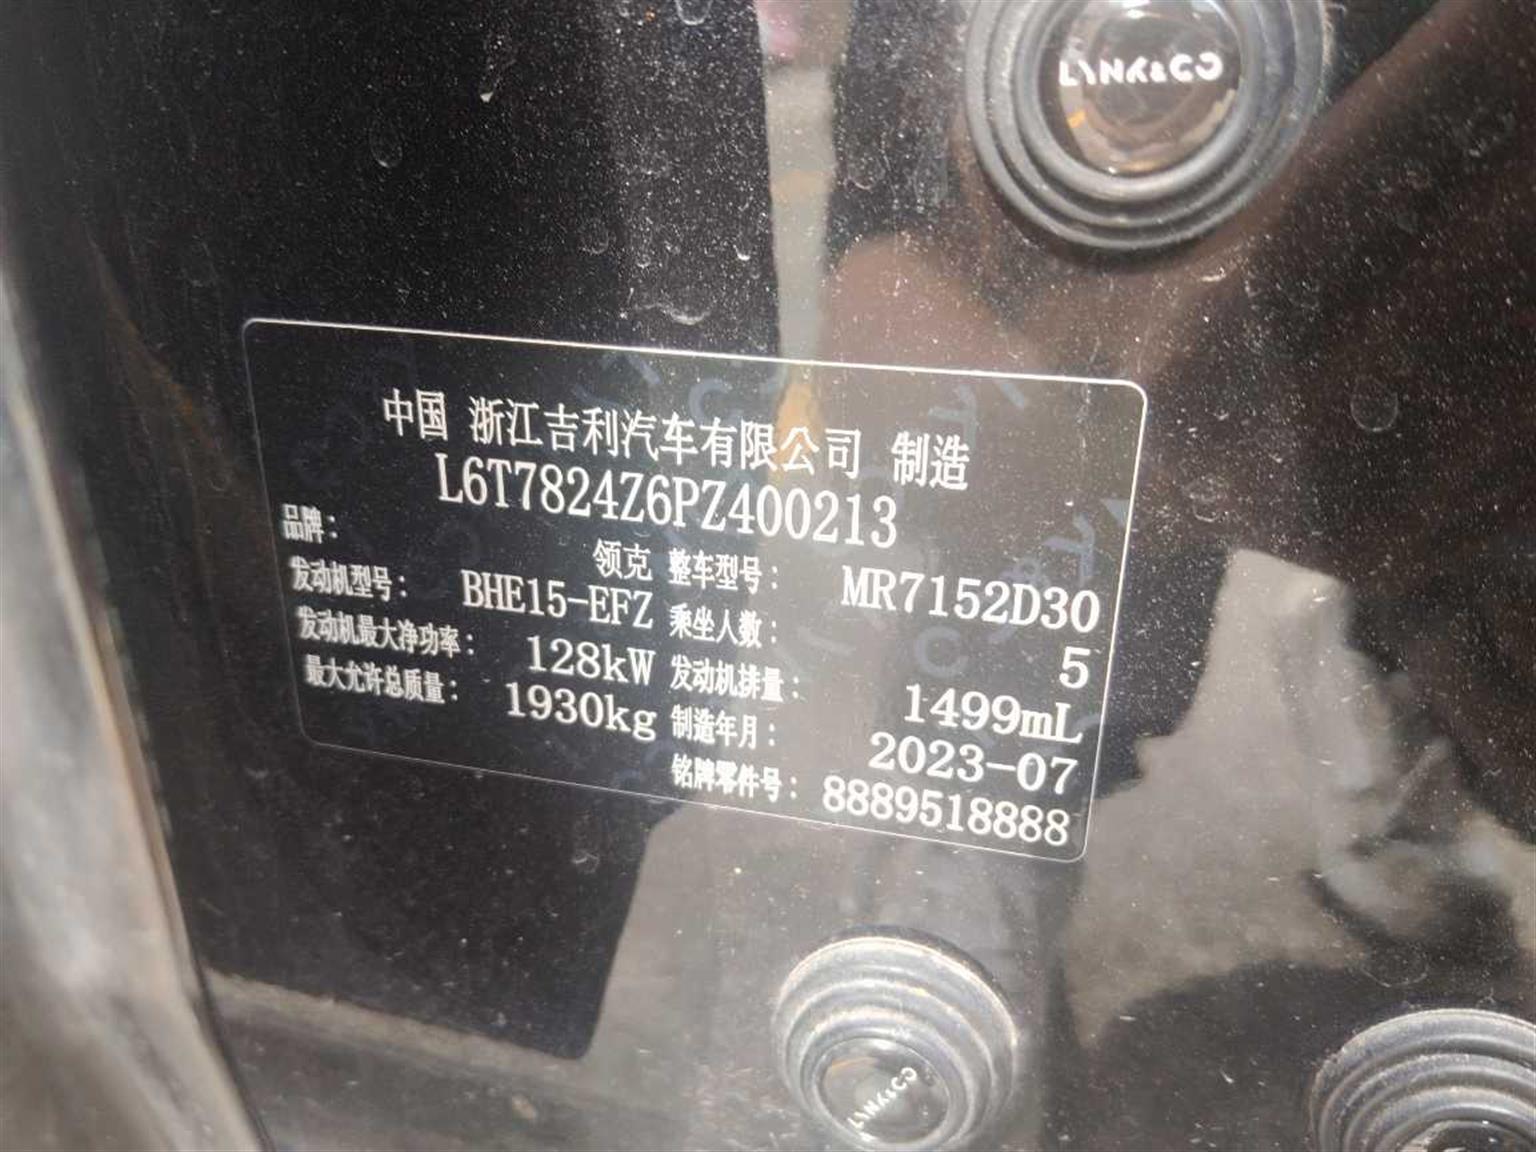 LYNK&CO
中国 浙江吉利汽车有限公司 制造
L6T7824Z6PZ400213
品牌： 领克 整车型号： MR7152D30
发动机型号： BHE15-EFZ 乘坐人数： 5
发动机最大净功率： 128kW 发动机排量： 1499mL
最大允许总质量： 1930kg 制造年月： 2023-07
铭牌零件号： 8889518888
LYNK&CO